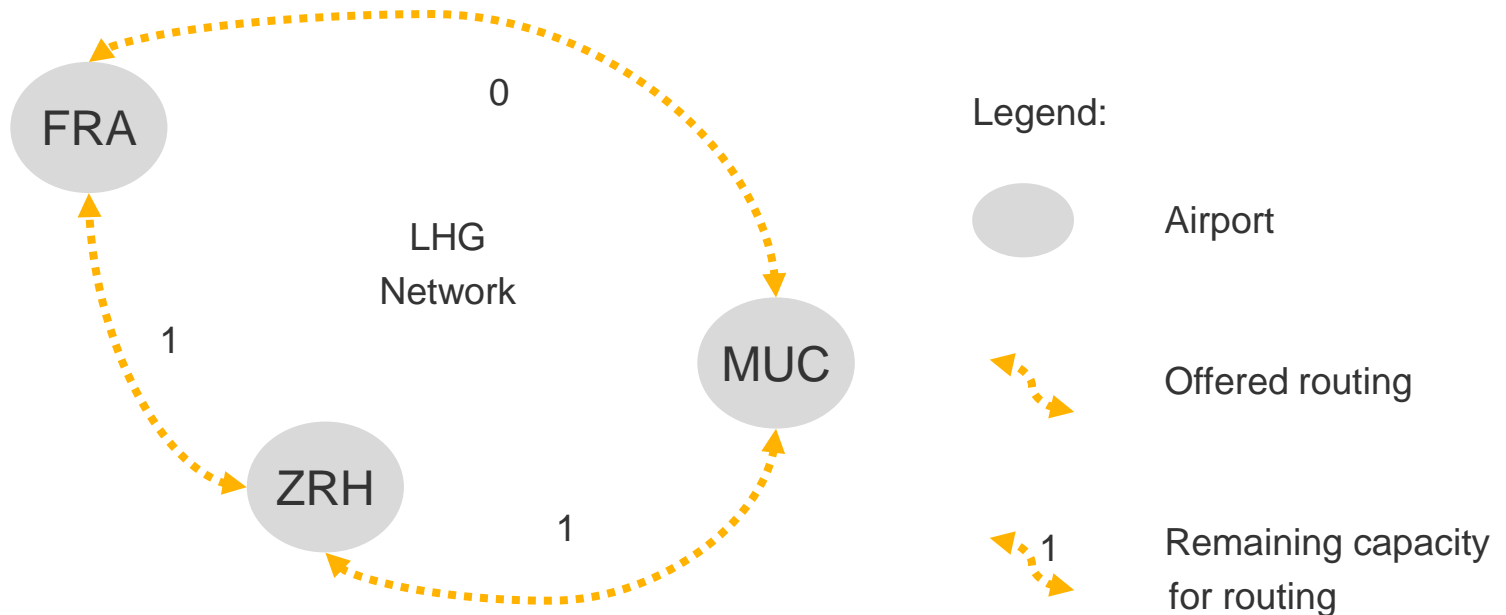 0
FRA
LHG
Network
1
MUC
ZRH
1
Legend:
Airport
Offered routing
1
Remaining capacity
for routing